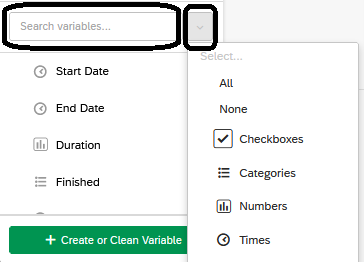 Search variables...
Start Date
End Date
Duration
Finished
+ Create or Clean Variable
Select...
All
None
Checkboxes
Categories
Numbers
Times